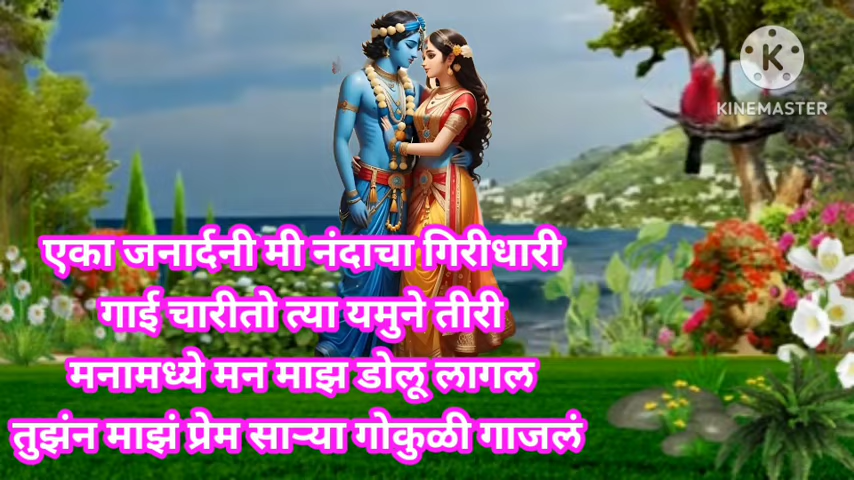 KINEMASTER
एका जनार्दनी मी नंदाचा गिरीधारी
गाई चारीतो त्या यमुने तीरी
मनामध्ये मन माझ डोलू लागल
तुझंन माझं प्रेम साऱ्या गोकुळी गाजलं